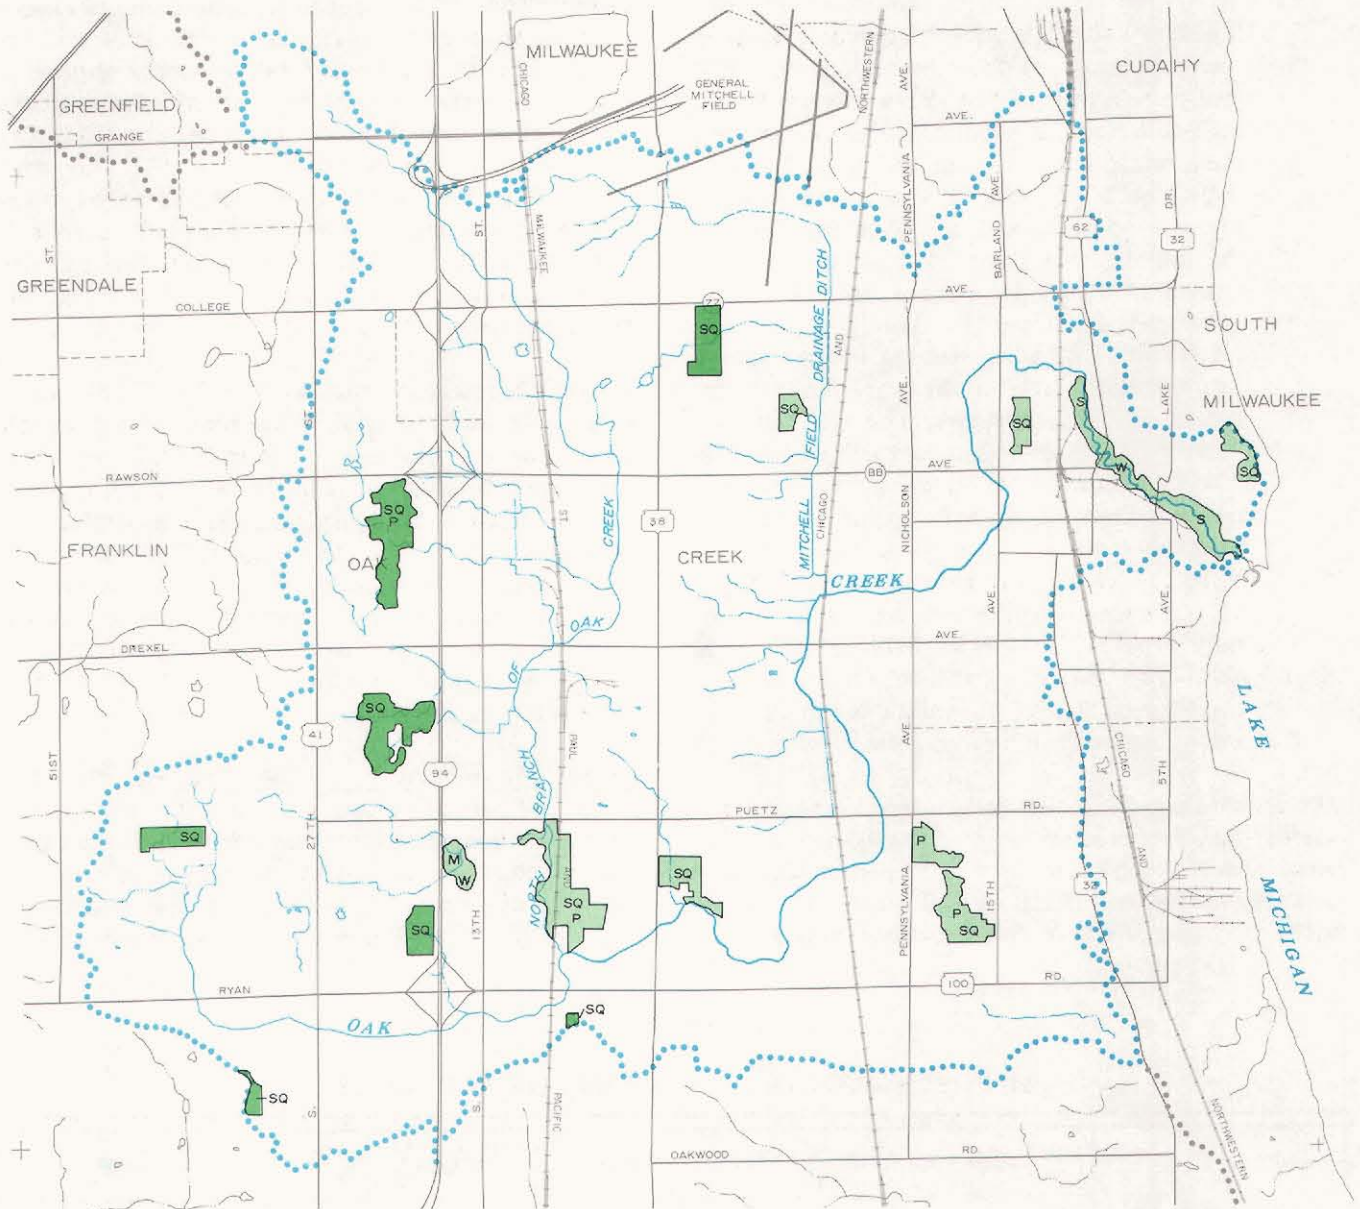 MILWAUKEE
CUDAHY
GREENFIELD
GENERAL
MITCHELL
FIELD
CHICAGO
NORTHWESTERN
AVE.
AVE.
GRANGE
PENNSYLVANIA
AVE.
BARLAND
DR.
62
32
ST.
ST.
MILWAUKEE
GREENDALE
COLLEGE
77
AVE.
SOUTH
MILWAUKEE
SQ
DRAINAGE DITCH
AND
AVE.
LAKE
ST.
SQ
FIELD
SQ
S
SQ
W
S
RAWSON
BB
AVE.
SQ
P
ST
CREEK
38
MITCHELL
CHICAGO
NICHOLSON
FRANKLIN
OAK
CREEK
CREEK
AVE.
AVE.
OAK
DREXEL
AVE.
OF
SQ
41
94
51ST
PAUL
AVE
CHICAGO
5TH
LAKE
MICHIGAN
BRANCH
PUETZ
RD.
27TH
SQ
M
W
NORTH
AND
SQ
P
SQ
P
P
SQ
15TH
32
AND
SQ
13TH
PENNSYLVANIA
RYAN
100
RD
OAK
SQ
SQ
S.
S.
PACIFIC
NORTHWESTERN
OAKWOOD
RD